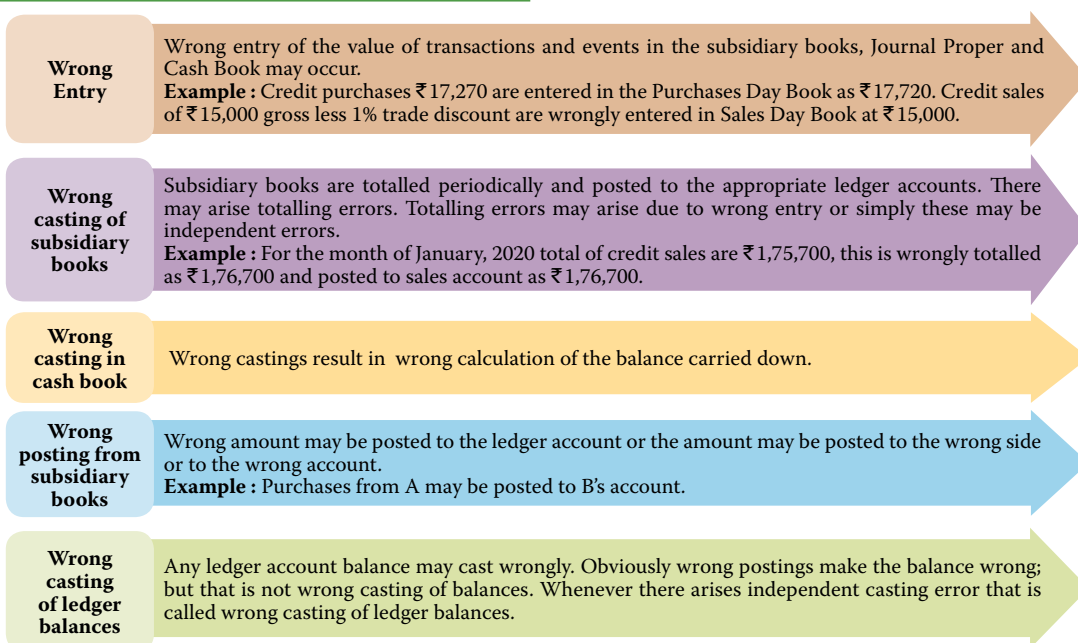 Wrong
Entry
Wrong entry of the value of transactions and events in the subsidiary books, Journal Proper and
Cash Book may occur.
Example : Credit purchases ₹17,270 are entered in the Purchases Day Book as ₹17,720. Credit sales
of ₹15,000 gross less 1% trade discount are wrongly entered in Sales Day Book at ₹15,000.
Wrong
casting of
subsidiary
books
Subsidiary books are totalled periodically and posted to the appropriate ledger accounts. There
may arise totalling errors. Totalling errors may arise due to wrong entry or simply these may be
independent errors.
Example : For the month of January, 2020 total of credit sales are ₹1,75,700, this is wrongly totalled
as ₹1,76,700 and posted to sales account as ₹1,76,700.
Wrong
casting in
cash book
Wrong castings result in wrong calculation of the balance carried down.
Wrong
posting from
subsidiary
books
Wrong amount may be posted to the ledger account or the amount may be posted to the wrong side
or to the wrong account.
Example : Purchases from A may be posted to B's account.
Wrong
casting
of ledger
balances
Any ledger account balance may cast wrongly. Obviously wrong postings make the balance wrong;
but that is not wrong casting of balances. Whenever there arises independent casting error that is
called wrong casting of ledger balances.